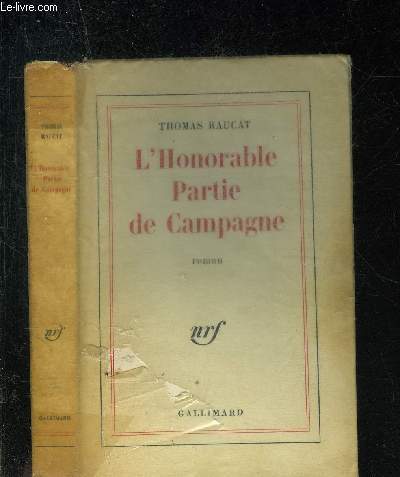 Le-livre.com
THOMAS
RAUCAT
L'Honorable
Partie
de Campagne
nrf
GALLIMARD
THOMAS RAUCAT
L'Honorable
Partie
de Campagne
roman
nrf
GALLIMARD